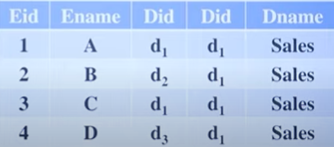 Eid Ename Did Did Dname
1 A d₁ d₁ Sales
2 B d₂ d₁ Sales
3 C d₁ d₁ Sales
4 D d₃ d₁ Sales